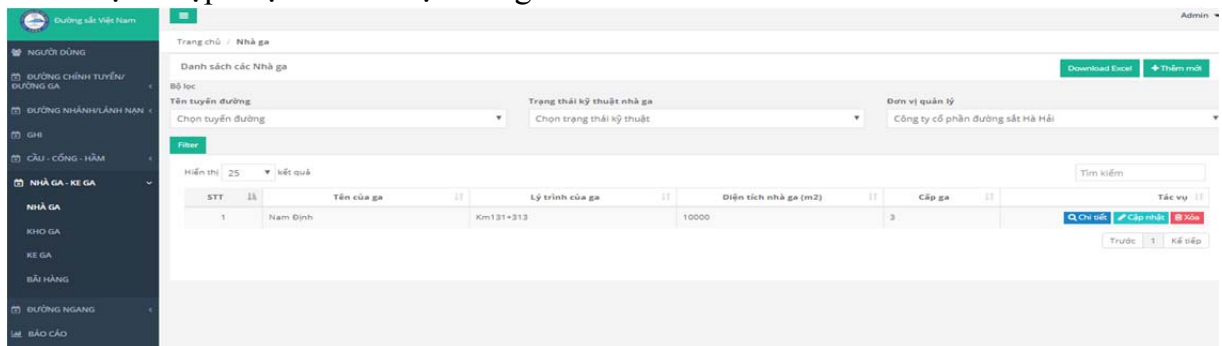 Đường sắt Việt Nam
Admin
NGƯỜI DÙNG
ĐƯỜNG CHÍNH TUYẾN/
ĐƯỜNG GA
ĐƯỜNG NHÁNH/LÁNH NẠN
GHI
CẦU - CỐNG - HẦM
NHÀ GA - KE GA
NHÀ GA
KHO GA
KE GA
BÃI HÀNG
ĐƯỜNG NGANG
BÁO CÁO
Trang chủ / Nhà ga
Danh sách các Nhà ga
Download Excel
+ Thêm mới
Bộ lọc
Tên tuyến đường
Trạng thái kỹ thuật nhà ga
Đơn vị quản lý
Chọn tuyến đường
Chọn trạng thái kỹ thuật
Công ty cổ phần đường sắt Hà Hải
Filter
Hiển thị 25 kết quả
Tìm kiếm
STT Tên của ga Lý trình của ga Diện tích nhà ga (m2) Cấp ga Tác vụ
1 Nam Định Km131+313 10000 3 Chi tiết Cập nhật Xóa
Trước 1 Kế tiếp